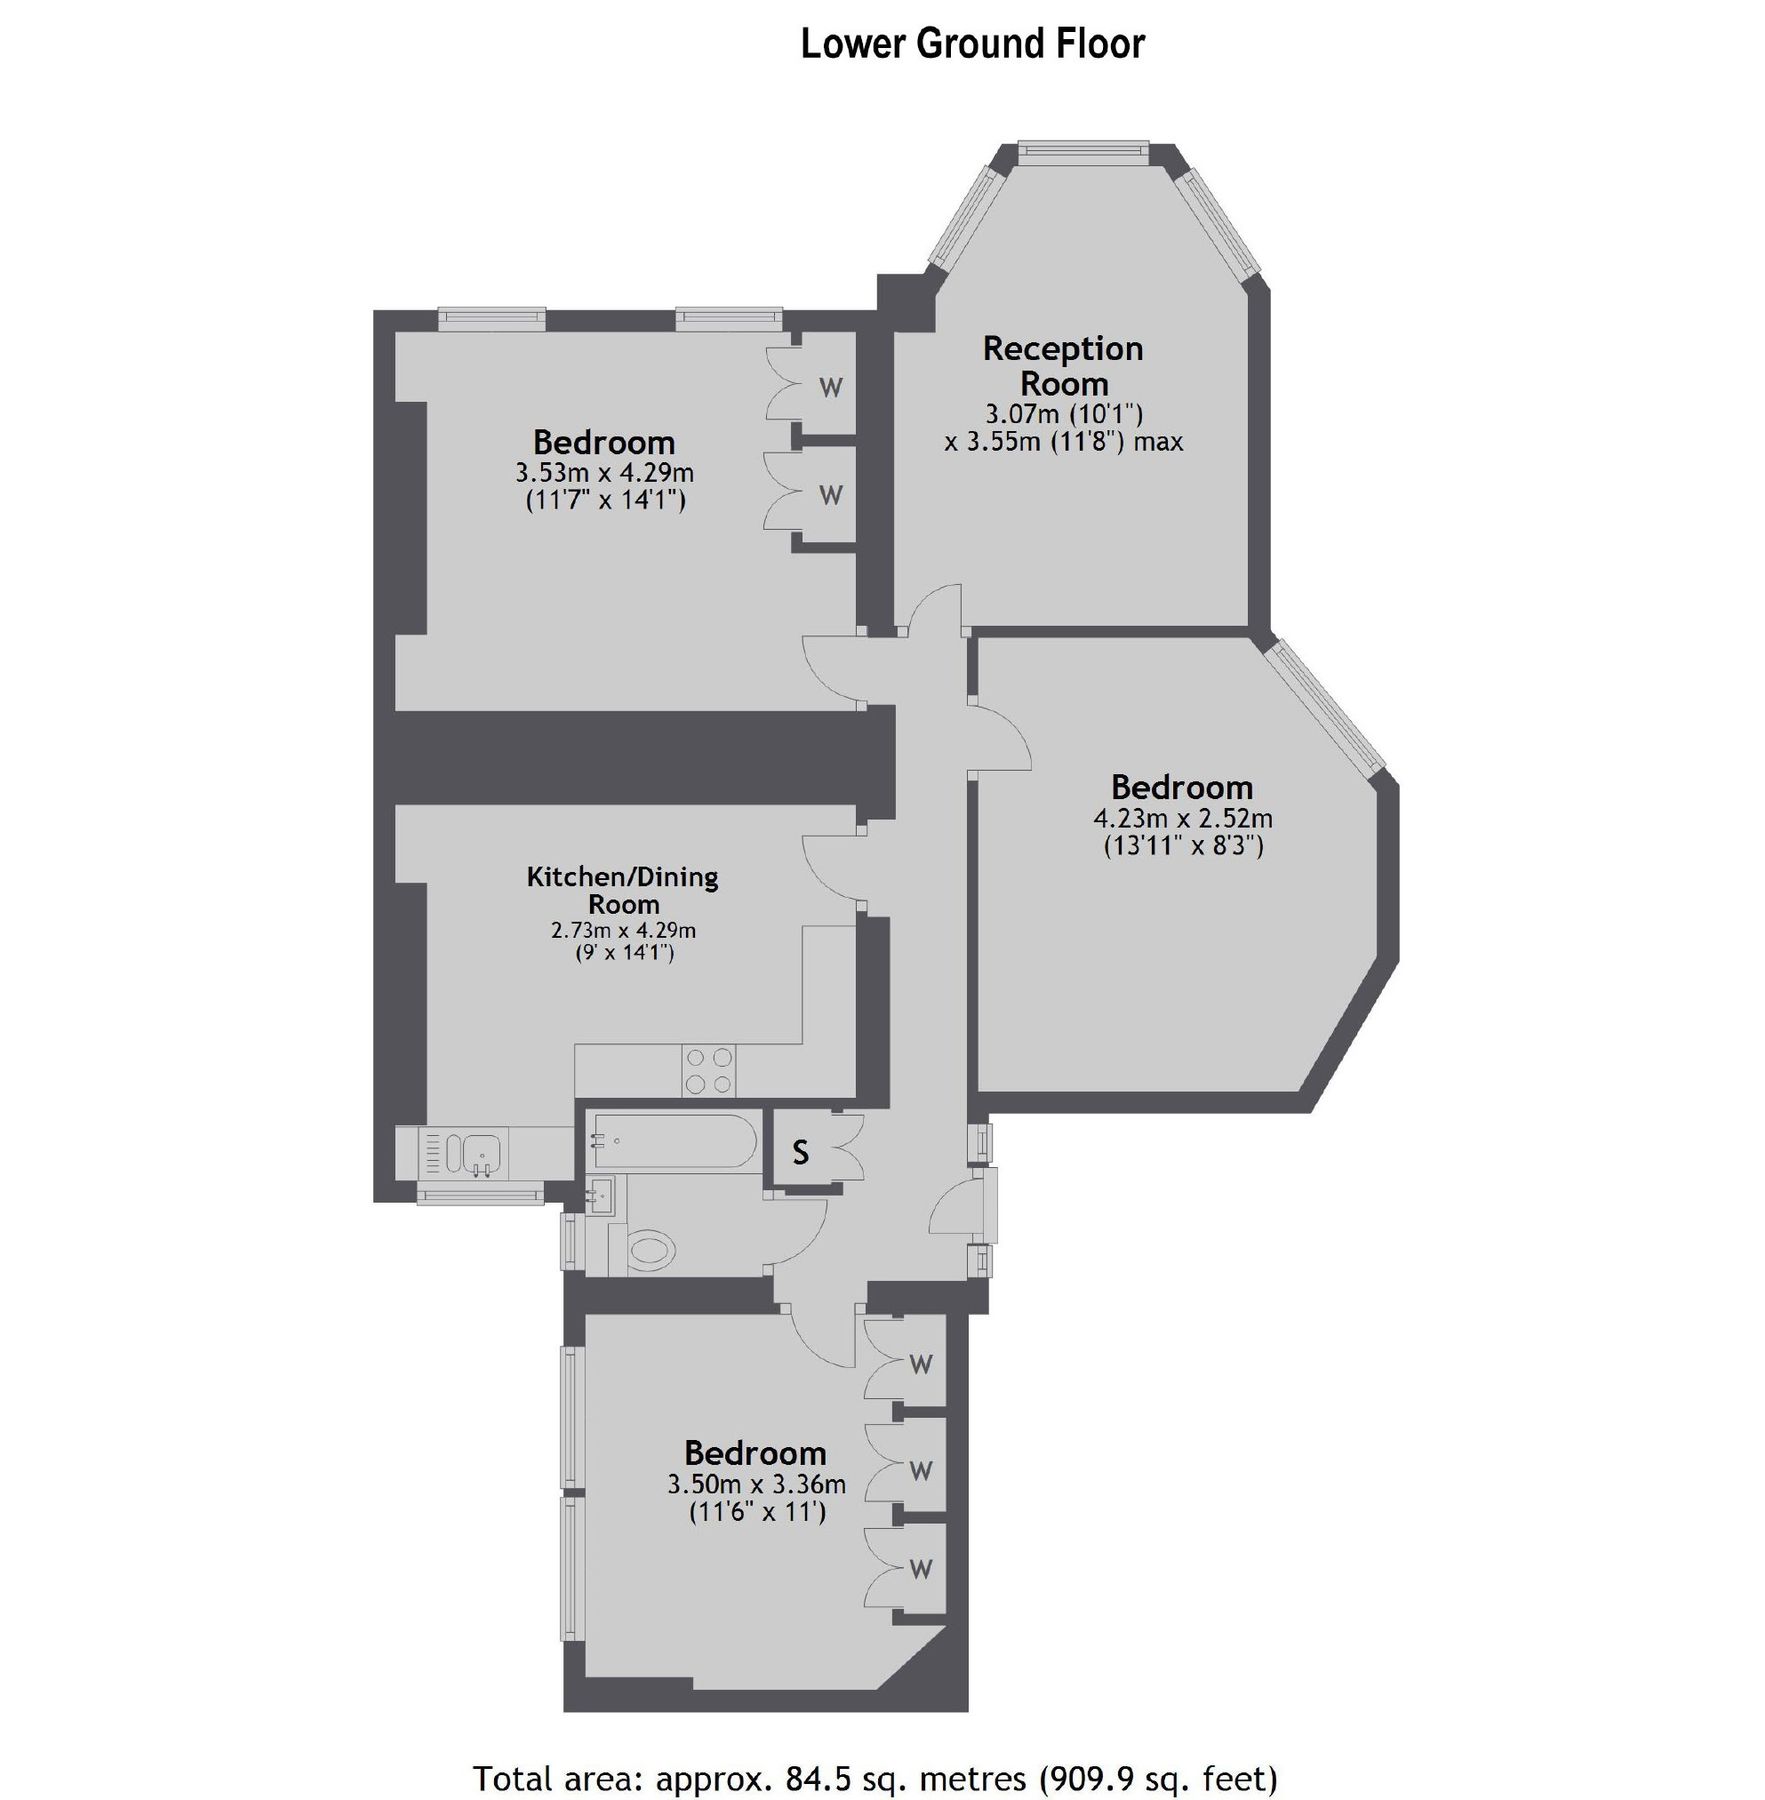 Lower Ground Floor
Reception
Room
3.07m (10'1")
x 3.55m (11'8") max
W
Bedroom
3.53m x 4.29m
(11'7" x 14'1")
W
Bedroom
4.23m x 2.52m
(13'11" x 8'3")
Kitchen/Dining
Room
2.73m x 4.29m
(9' x 14'1")
S
W
Bedroom
3.50m x 3.36m
(11'6" x 11')
W
W
Total area: approx. 84.5 sq. metres (909.9 sq. feet)